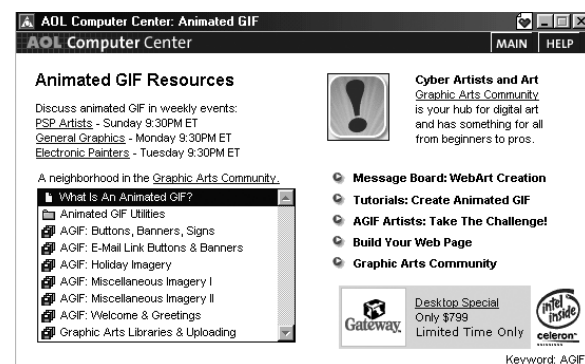 AOL Computer Center: Animated GIF
AOL Computer Center
MAIN
HELP
Animated GIF Resources
Discuss animated GIF in weekly events:
PSP Artists - Sunday 9:30PM ET
General Graphics - Monday 9:30PM ET
Electronic Painters - Tuesday 9:30PM ET
A neighborhood in the Graphic Arts Community.
What Is An Animated GIF?
Animated GIF Utilities
AGIF: Buttons, Banners, Signs
AGIF: E-Mail Link Buttons & Banners
AGIF: Holiday Imagery
AGIF: Miscellaneous Imagery I
AGIF: Miscellaneous Imagery II
AGIF: Welcome & Greetings
Graphic Arts Libraries & Uploading
Cyber Artists and Art
Graphic Arts Community
is your hub for digital art
and has something for all
from beginners to pros.
Message Board: WebArt Creation
Tutorials: Create Animated GIF
AGIF Artists: Take The Challenge!
Build Your Web Page
Graphic Arts Community
Gateway
Desktop Special
Only $799
Limited Time Only
intel
inside
celeron
Keyword: AGIF